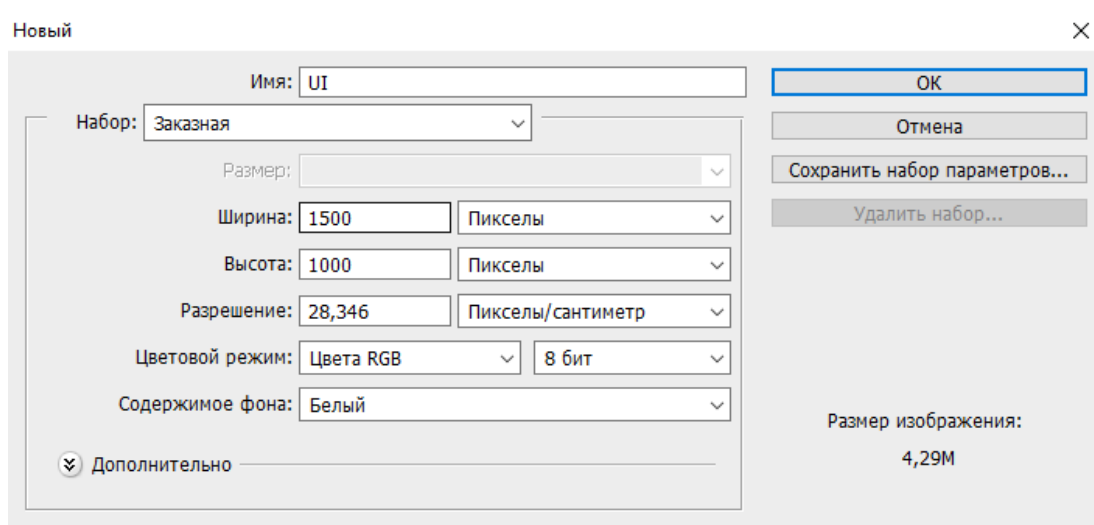 Новый
Имя: UI
OK
Набор: Заказная
Отмена
Размер:
Сохранить набор параметров...
Ширина: 1500 Пикселы
Удалить набор...
Высота: 1000 Пикселы
Разрешение: 28,346 Пикселы/сантиметр
Цветовой режим: Цвета RGB 8 бит
Содержимое фона: Белый
Размер изображения:
4,29M
Дополнительно